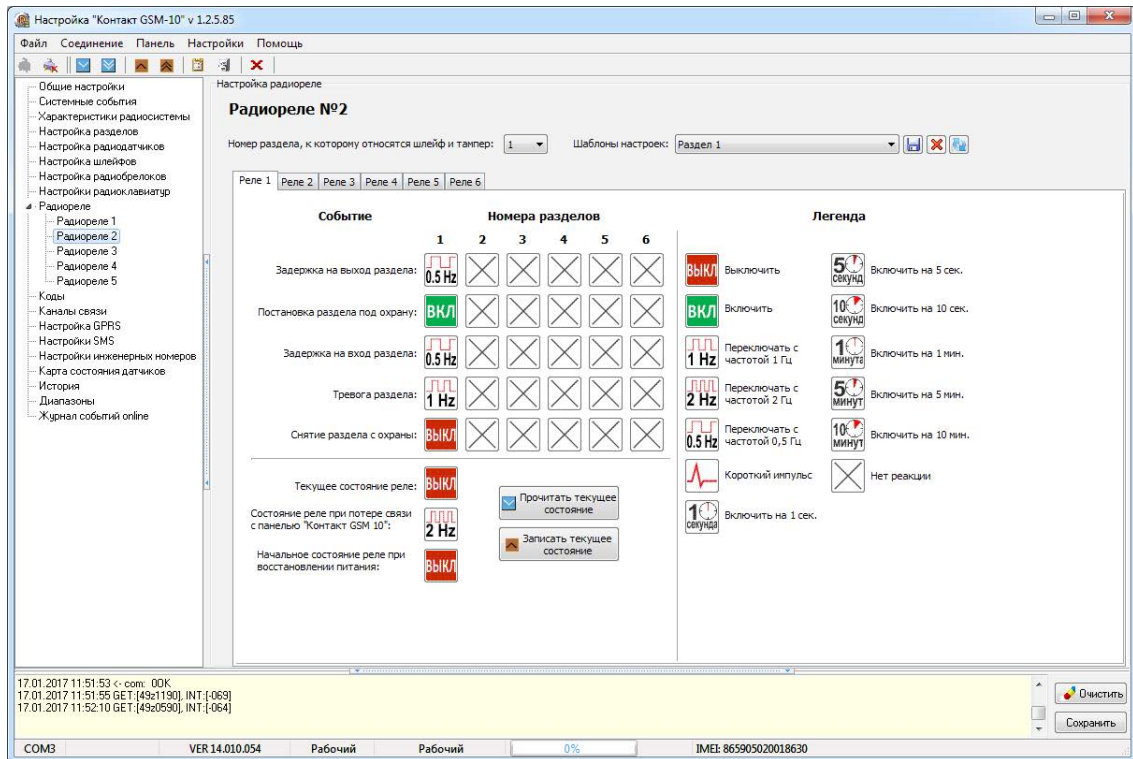 Настройка "Контакт GSM-10" v 1.2.5.85
Файл Соединение Панель Настройки Помощь
Общие настройки
Системные события
Характеристики радиосистемы
Настройка разделов
Настройка радиодатчиков
Настройка шлейфов
Настройка радиобрелоков
Настройки радиоклавиатур
Радиореле
Радиореле 1
Радиореле 2
Радиореле 3
Радиореле 4
Радиореле 5
Коды
Каналы связи
Настройка GPRS
Настройки SMS
Настройки инженерных номеров
Карта состояния датчиков
История
Диапазоны
Журнал событий online
Настройка радиореле
Радиореле №2
Номер раздела, к которому относятся шлейф и тампер: 1 Шаблоны настроек: Раздел 1
Реле 1 Реле 2 Реле 3 Реле 4 Реле 5 Реле 6
Событие Номера разделов
1 2 3 4 5 6
Задержка на выход раздела: 0.5 Hz
Постановка раздела под охрану: ВКЛ
Задержка на вход раздела: 0.5 Hz
Тревога раздела: 1 Hz
Снятие раздела с охраны: ВЫКЛ
Текущее состояние реле: ВЫКЛ
Состояние реле при потере связи
с панелью "Контакт GSM 10": 2 Hz
Начальное состояние реле при
восстановлении питания: ВЫКЛ
Прочитать текущее
состояние
Записать текущее
состояние
Легенда
ВЫКЛ Выключить
ВКЛ Включить
1 Hz Переключать с
частотой 1 Гц
2 Hz Переключать с
частотой 2 Гц
0.5 Hz Переключать с
частотой 0,5 Гц
Короткий импульс
1 секунда Включить на 1 сек.
5 секунд Включить на 5 сек.
10 секунд Включить на 10 сек.
1 минута Включить на 1 мин.
5 минут Включить на 5 мин.
10 минут Включить на 10 мин.
Нет реакции
17.01.2017 11:51:53 <- com: 0OK
17.01.2017 11:51:55 GET:[49z1190], INT:[-069]
17.01.2017 11:52:10 GET:[49z0590], INT:[-064]
Очистить
Сохранить
COM3 VER 14.010.054 Рабочий Рабочий 0% IMEI: 865905020018630